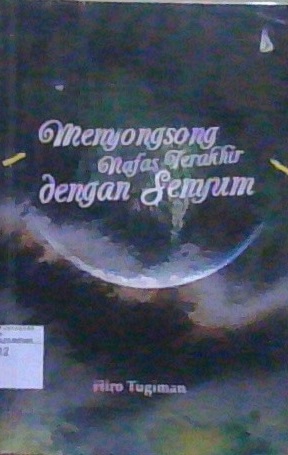 Menyongsong
Nafas Terakhir
dengan Senyum
Hiro Tugiman